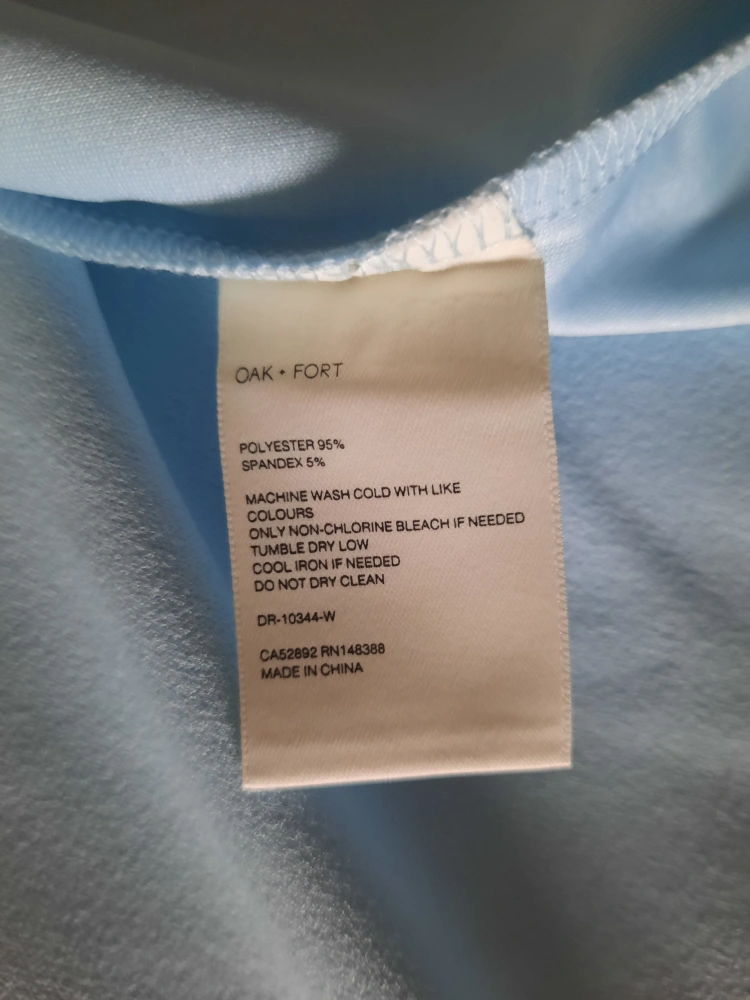 OAK + FORT
POLYESTER 95%
SPANDEX 5%
MACHINE WASH COLD WITH LIKE
COLOURS
ONLY NON-CHLORINE BLEACH IF NEEDED
TUMBLE DRY LOW
COOL IRON IF NEEDED
DO NOT DRY CLEAN
DR-10344-W
CA52892 RN148388
MADE IN CHINA